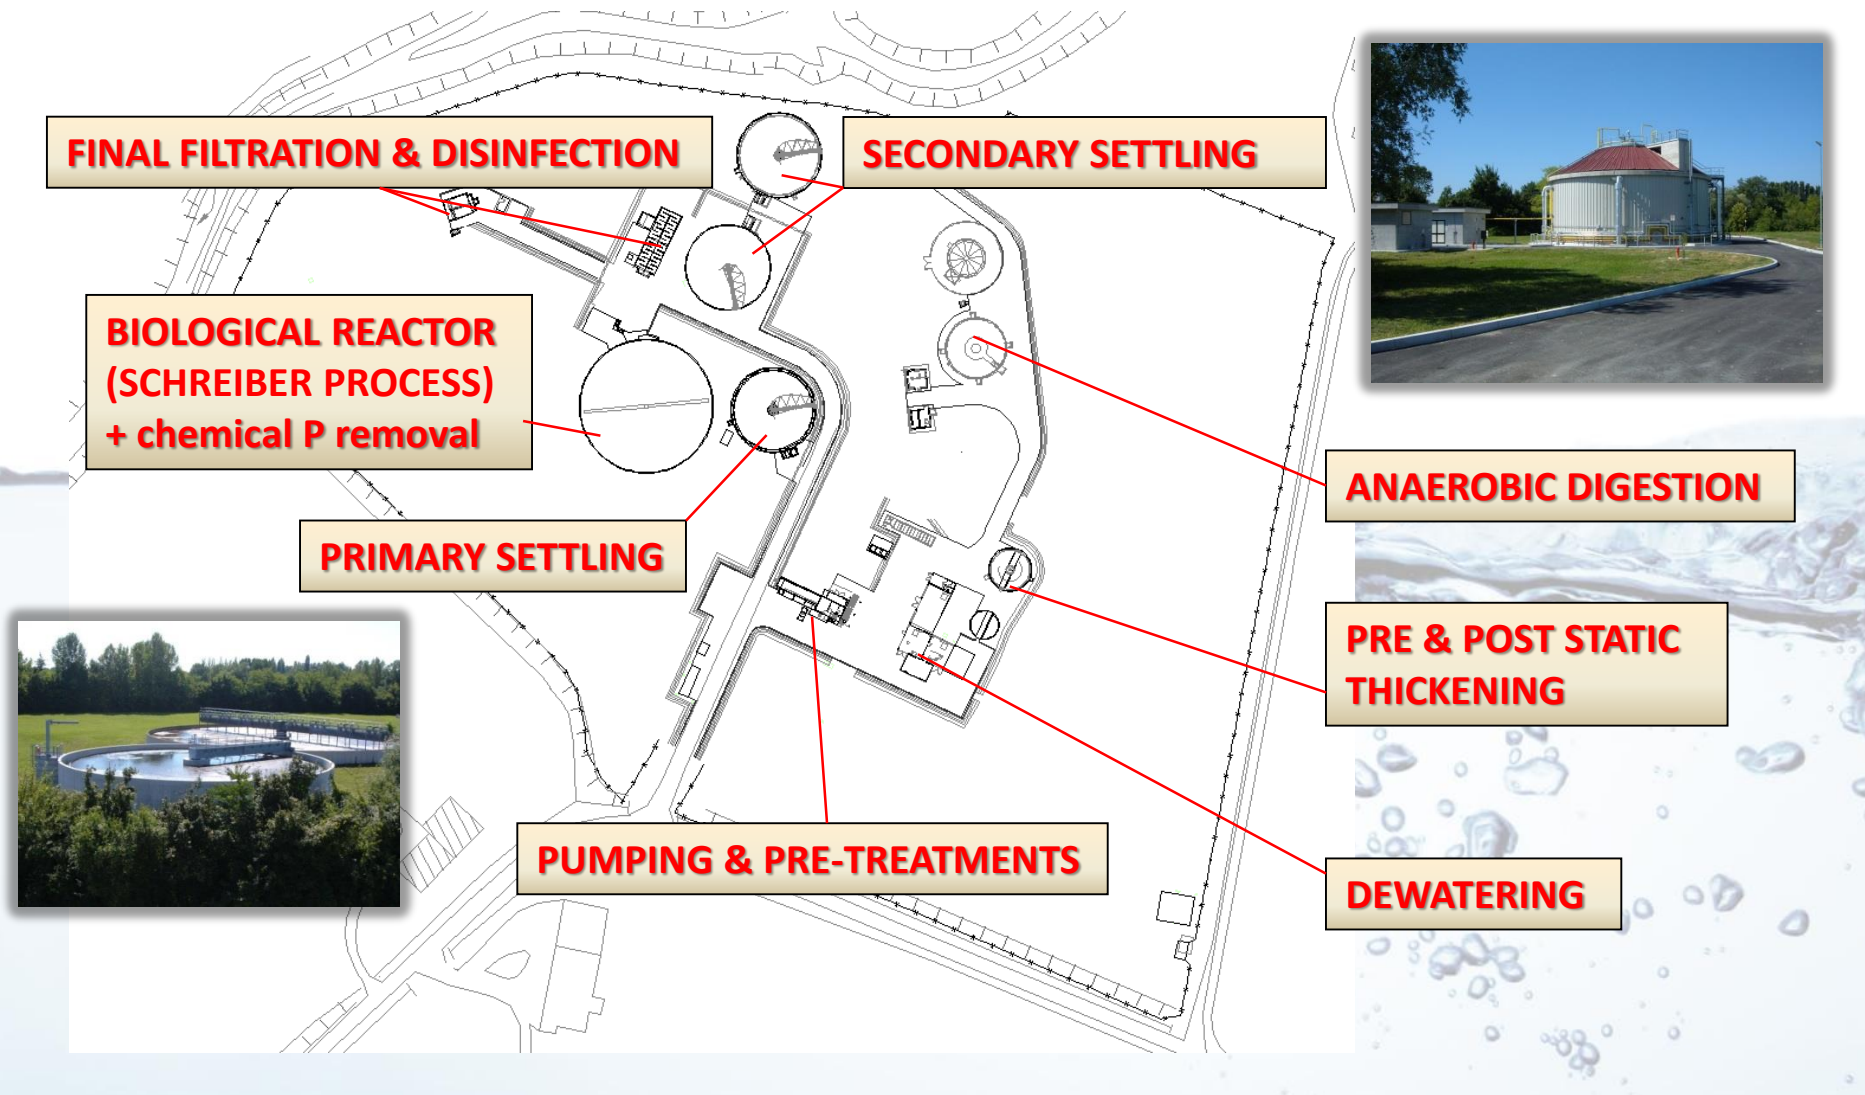 FINAL FILTRATION & DISINFECTION
SECONDARY SETTLING
BIOLOGICAL REACTOR
(SCHREIBER PROCESS)
+ chemical P removal
ANAEROBIC DIGESTION
PRIMARY SETTLING
PRE & POST STATIC
THICKENING
PUMPING & PRE-TREATMENTS
DEWATERING